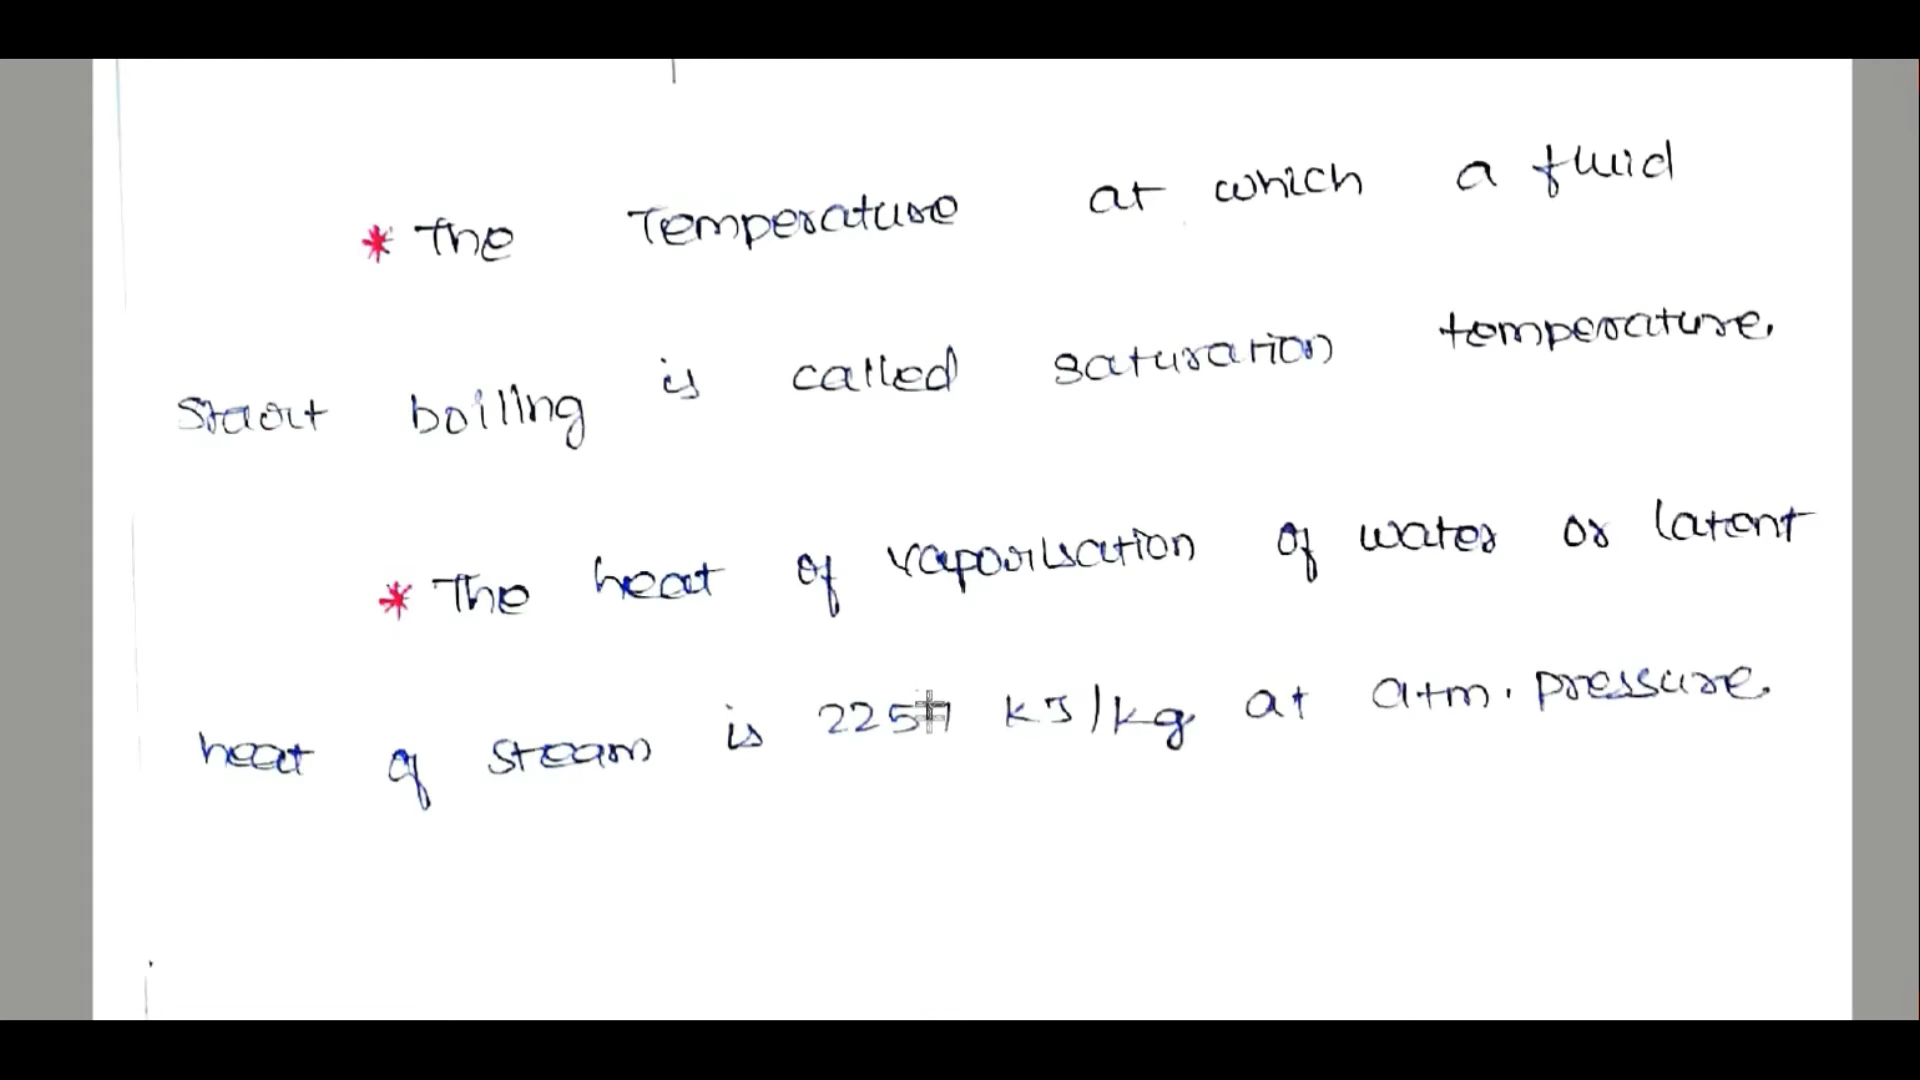 * The Temperature at which a fluid
start boiling is called saturation temperature.
* The heat of vapourisation of water or latent
heat of steam is 2257 kJ/kg at atm. pressure.